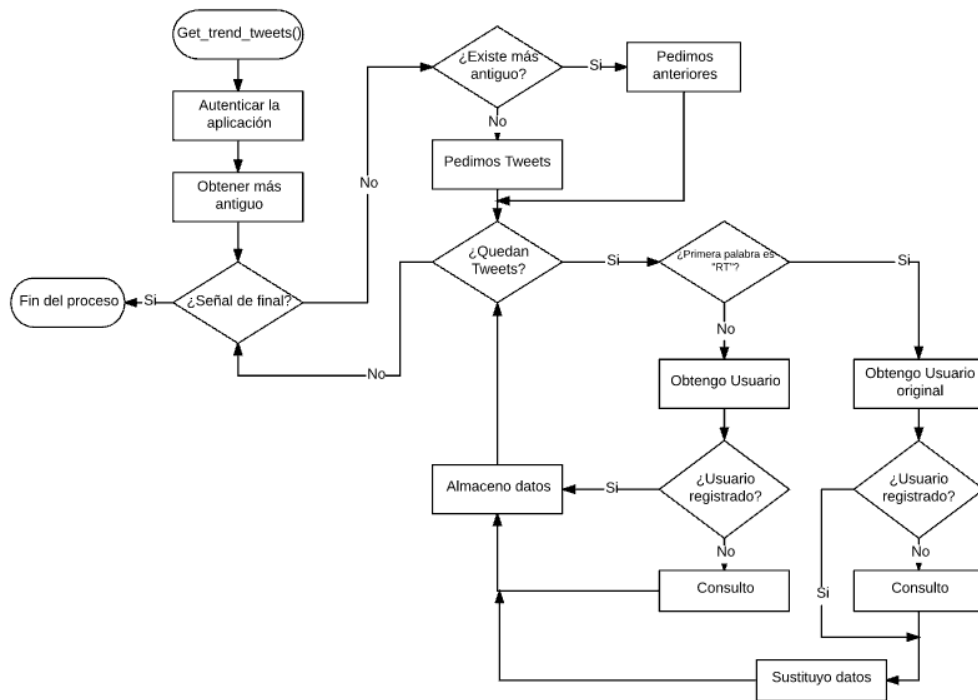 Get_trend_tweets()
Autenticar la
aplicación
Obtener más
antiguo
¿Señal de final?
Si
Fin del proceso
No
¿Existe más
antiguo?
Si
Pedimos
anteriores
No
Pedimos Tweets
¿Quedan
Tweets?
No
Si
¿Primera palabra es
"RT"?
Si
No
Obtengo Usuario
Obtengo Usuario
original
¿Usuario
registrado?
Si
Almaceno datos
No
Consulto
¿Usuario
registrado?
Si
No
Consulto
Sustituyo datos